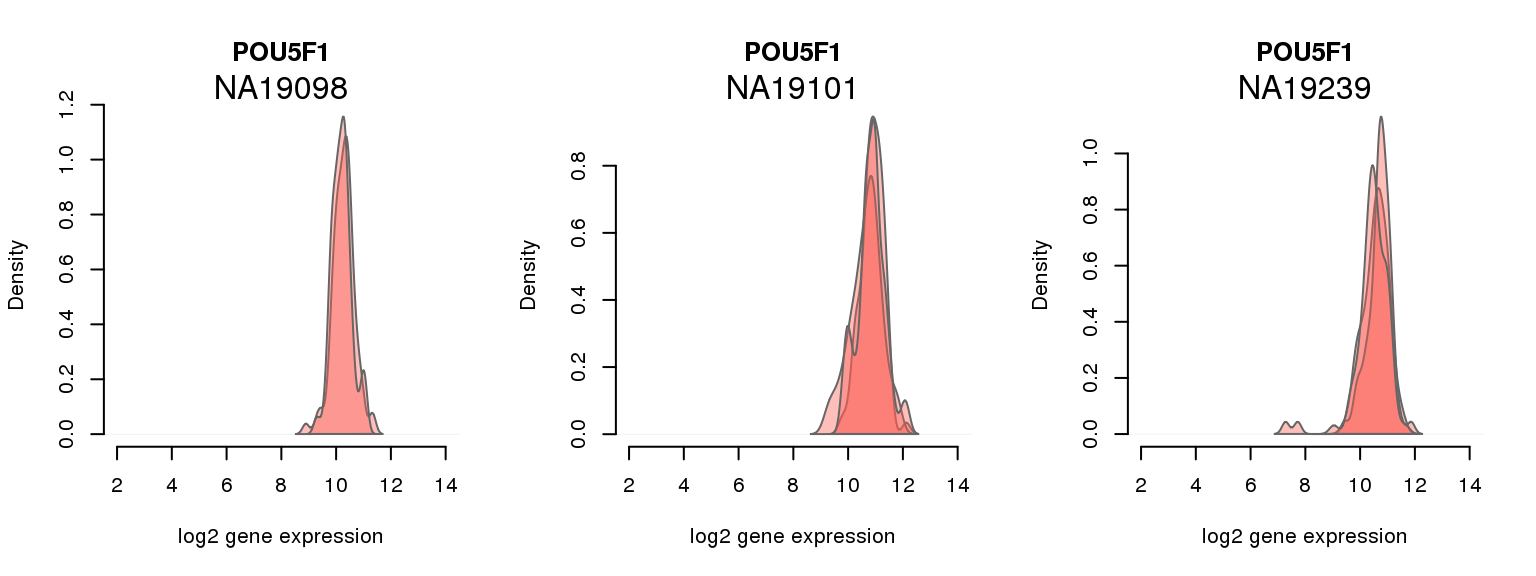 POU5F1
NA19098
Density
0.0 0.2 0.4 0.6 0.8 1.0 1.2
2 4 6 8 10 12 14
log2 gene expression
POU5F1
NA19101
Density
0.0 0.2 0.4 0.6 0.8
2 4 6 8 10 12 14
log2 gene expression
POU5F1
NA19239
Density
0.0 0.2 0.4 0.6 0.8 1.0
2 4 6 8 10 12 14
log2 gene expression